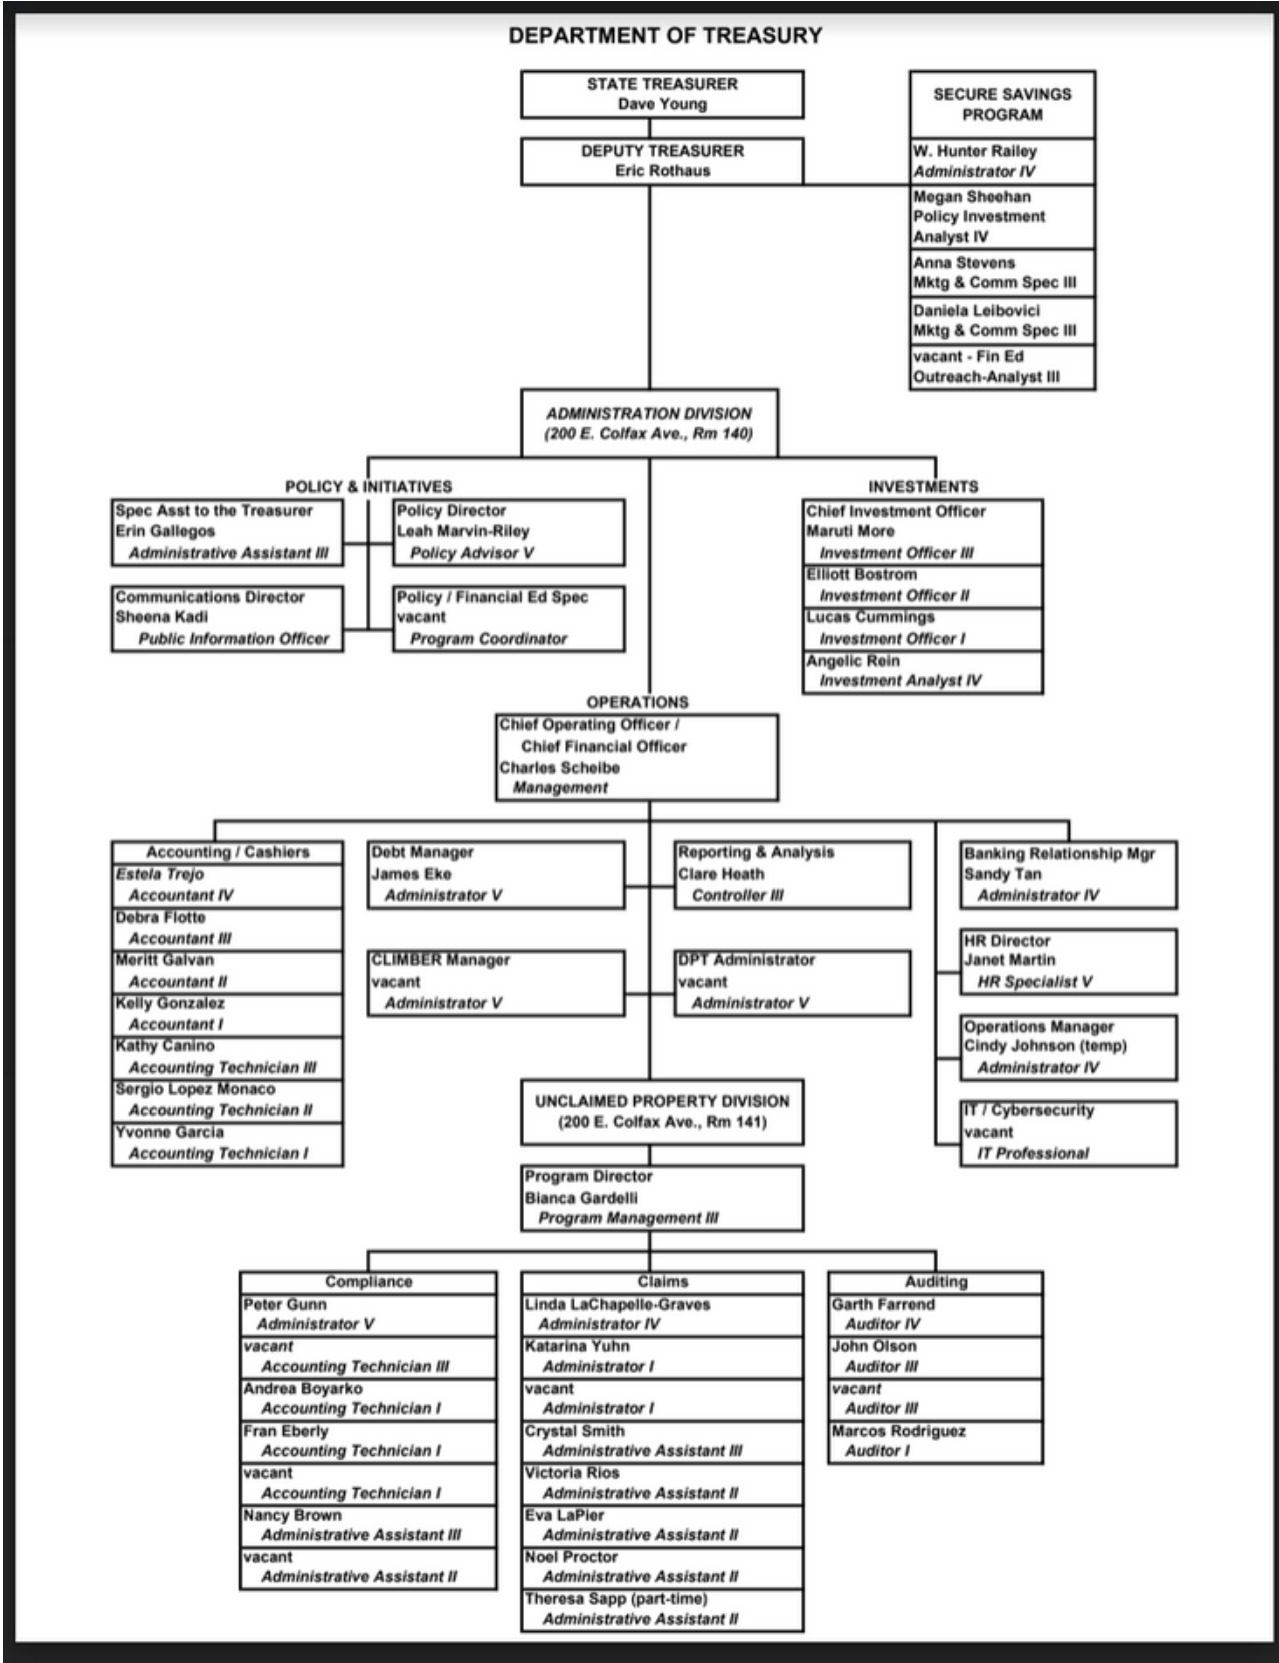 DEPARTMENT OF TREASURY
STATE TREASURER
Dave Young
DEPUTY TREASURER
Eric Rothaus
SECURE SAVINGS
PROGRAM
W. Hunter Railey
Administrator IV
Megan Sheehan
Policy Investment
Analyst IV
Anna Stevens
Mktg & Comm Spec III
Daniela Leibovici
Mktg & Comm Spec III
vacant - Fin Ed
Outreach-Analyst III
ADMINISTRATION DIVISION
(200 E. Colfax Ave., Rm 140)
POLICY & INITIATIVES
Spec Asst to the Treasurer
Erin Gallegos
Administrative Assistant III
Policy Director
Leah Marvin-Riley
Policy Advisor V
Communications Director
Sheena Kadi
Public Information Officer
Policy / Financial Ed Spec
vacant
Program Coordinator
INVESTMENTS
Chief Investment Officer
Maruti More
Investment Officer III
Elliott Bostrom
Investment Officer II
Lucas Cummings
Investment Officer I
Angelic Rein
Investment Analyst IV
OPERATIONS
Chief Operating Officer /
Chief Financial Officer
Charles Scheibe
Management
Accounting / Cashiers
Estela Trejo
Accountant IV
Debra Flotte
Accountant III
Meritt Galvan
Accountant II
Kelly Gonzalez
Accountant I
Kathy Canino
Accounting Technician III
Sergio Lopez Monaco
Accounting Technician II
Yvonne Garcia
Accounting Technician I
Debt Manager
James Eke
Administrator V
Reporting & Analysis
Clare Heath
Controller III
CLIMBER Manager
vacant
Administrator V
DPT Administrator
vacant
Administrator V
Banking Relationship Mgr
Sandy Tan
Administrator IV
HR Director
Janet Martin
HR Specialist V
Operations Manager
Cindy Johnson (temp)
Administrator IV
IT / Cybersecurity
vacant
IT Professional
UNCLAIMED PROPERTY DIVISION
(200 E. Colfax Ave., Rm 141)
Program Director
Bianca Gardelli
Program Management III
Compliance
Peter Gunn
Administrator V
vacant
Accounting Technician III
Andrea Boyarko
Accounting Technician I
Fran Eberly
Accounting Technician I
vacant
Accounting Technician I
Nancy Brown
Administrative Assistant III
vacant
Administrative Assistant II
Claims
Linda LaChapelle-Graves
Administrator IV
Katarina Yuhn
Administrator I
vacant
Administrator I
Crystal Smith
Administrative Assistant III
Victoria Rios
Administrative Assistant II
Eva LaPier
Administrative Assistant II
Noel Proctor
Administrative Assistant II
Theresa Sapp (part-time)
Administrative Assistant II
Auditing
Garth Farrend
Auditor IV
John Olson
Auditor III
vacant
Auditor III
Marcos Rodriguez
Auditor I